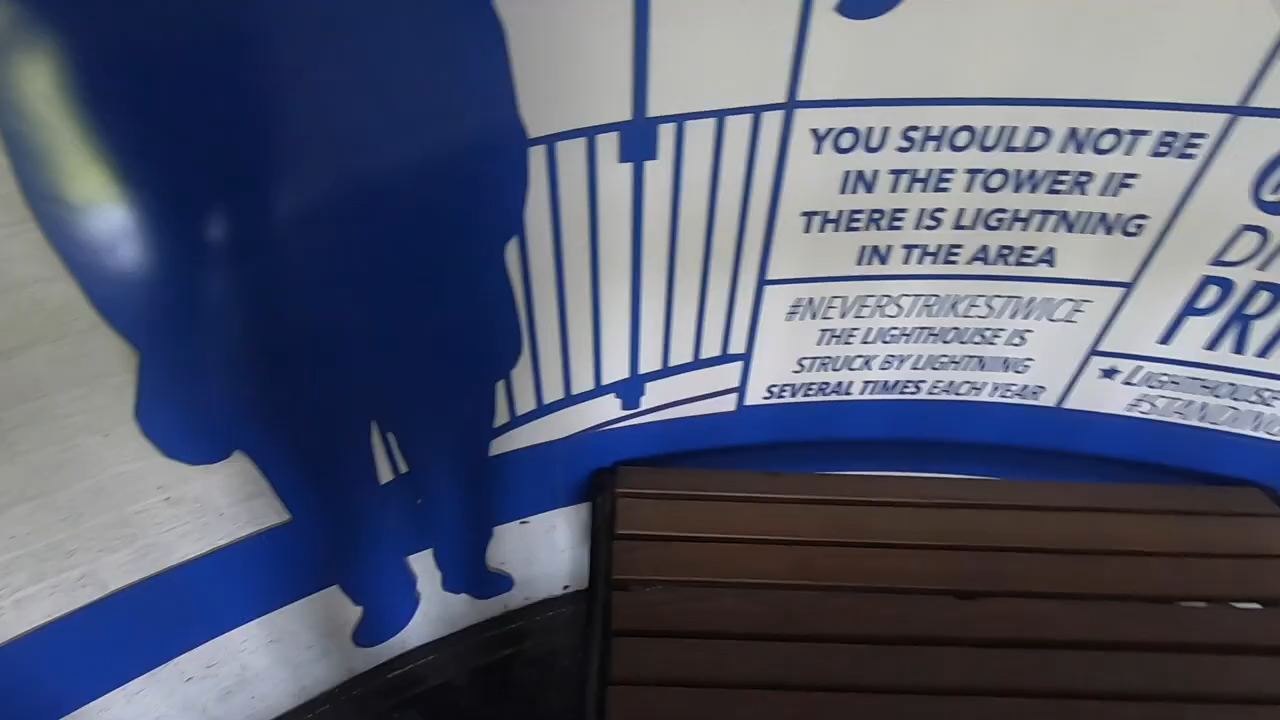 YOU SHOULD NOT BE
IN THE TOWER IF
THERE IS LIGHTNING
IN THE AREA
#NEVERSTRIKESTWICE
THE LIGHTHOUSE IS
STRUCK BY LIGHTNING
SEVERAL TIMES EACH YEAR
LIGHTHOUSE